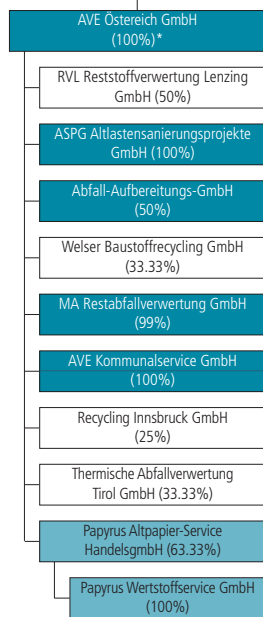 AVE Östereich GmbH
(100%)*
RVL Reststoffverwertung Lenzing
GmbH (50%)
ASPG Altlastensanierungsprojekte
GmbH (100%)
Abfall-Aufbereitungs-GmbH
(50%)
Welser Baustoffrecycling GmbH
(33.33%)
MA Restabfallverwertung GmbH
(99%)
AVE Kommunalservice GmbH
(100%)
Recycling Innsbruck GmbH
(25%)
Thermische Abfallverwertung
Tirol GmbH (33.33%)
Papyrus Altpapier-Service
HandelsgmbH (63.33%)
Papyrus Wertstoffservice GmbH
(100%)